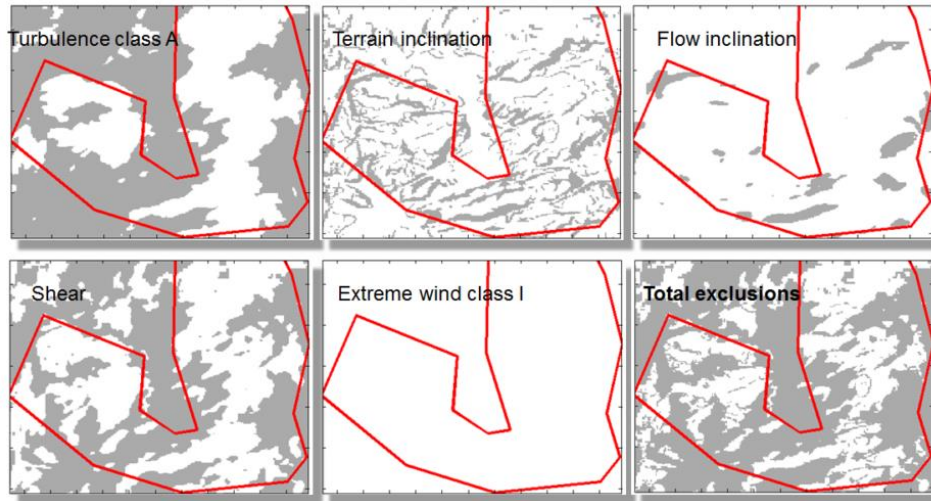 Turbulence class A
Terrain inclination
Flow inclination
Shear
Extreme wind class I
Total exclusions